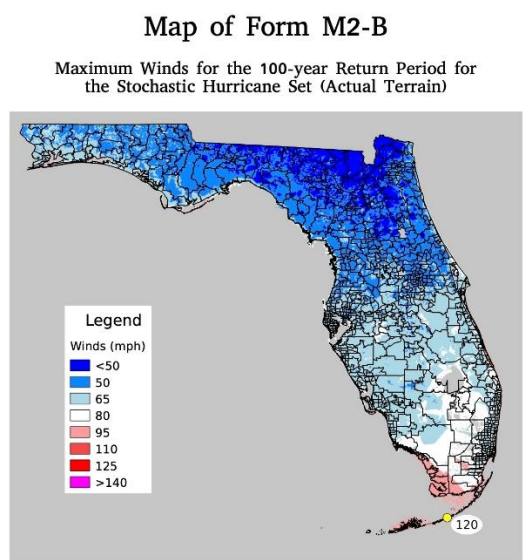 Map of Form M2-B
Maximum Winds for the 100-year Return Period for
the Stochastic Hurricane Set (Actual Terrain)
Legend
Winds (mph)
<50
50
65
80
95
110
125
>140
120